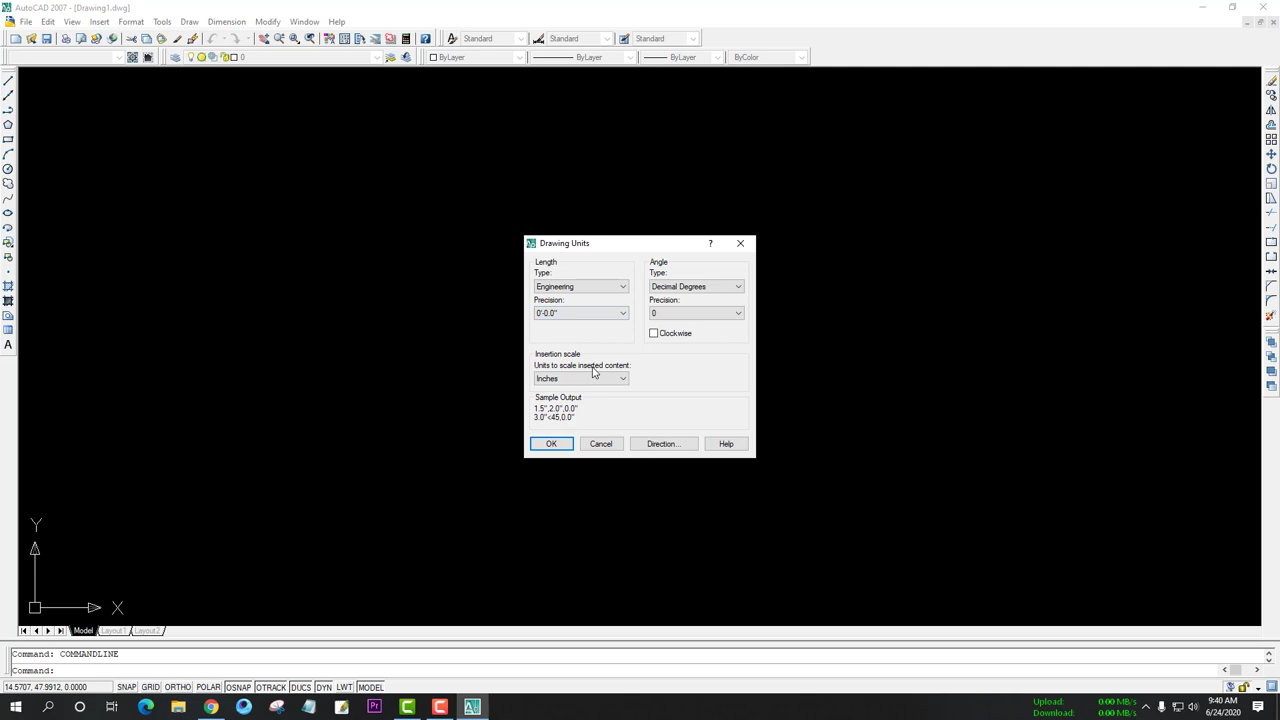 AutoCAD 2007 - [Drawing1.dwg]
File Edit View Insert Format Tools Draw Dimension Modify Window Help
Standard Standard Standard
0 ByLayer ByLayer ByLayer ByColor
Drawing Units ?
Length Angle
Type: Type:
Engineering Decimal Degrees
Precision: Precision:
0'-0.0" 0
Clockwise
Insertion scale
Units to scale inserted content:
Inches
Sample Output
1.5",2.0",0.0"
3.0"<45,0.0"
OK Cancel Direction... Help
Y
X
Model Layout1 Layout2
Command: COMMANDLINE
Command:
14.5707, 47.9912, 0.0000 SNAP GRID ORTHO POLAR OSNAP OTRACK DUCS DYN LWT MODEL
Upload: 0.00 MB/s
Download: 0.00 MB/s
9:40 AM
6/24/2020
A
Pr